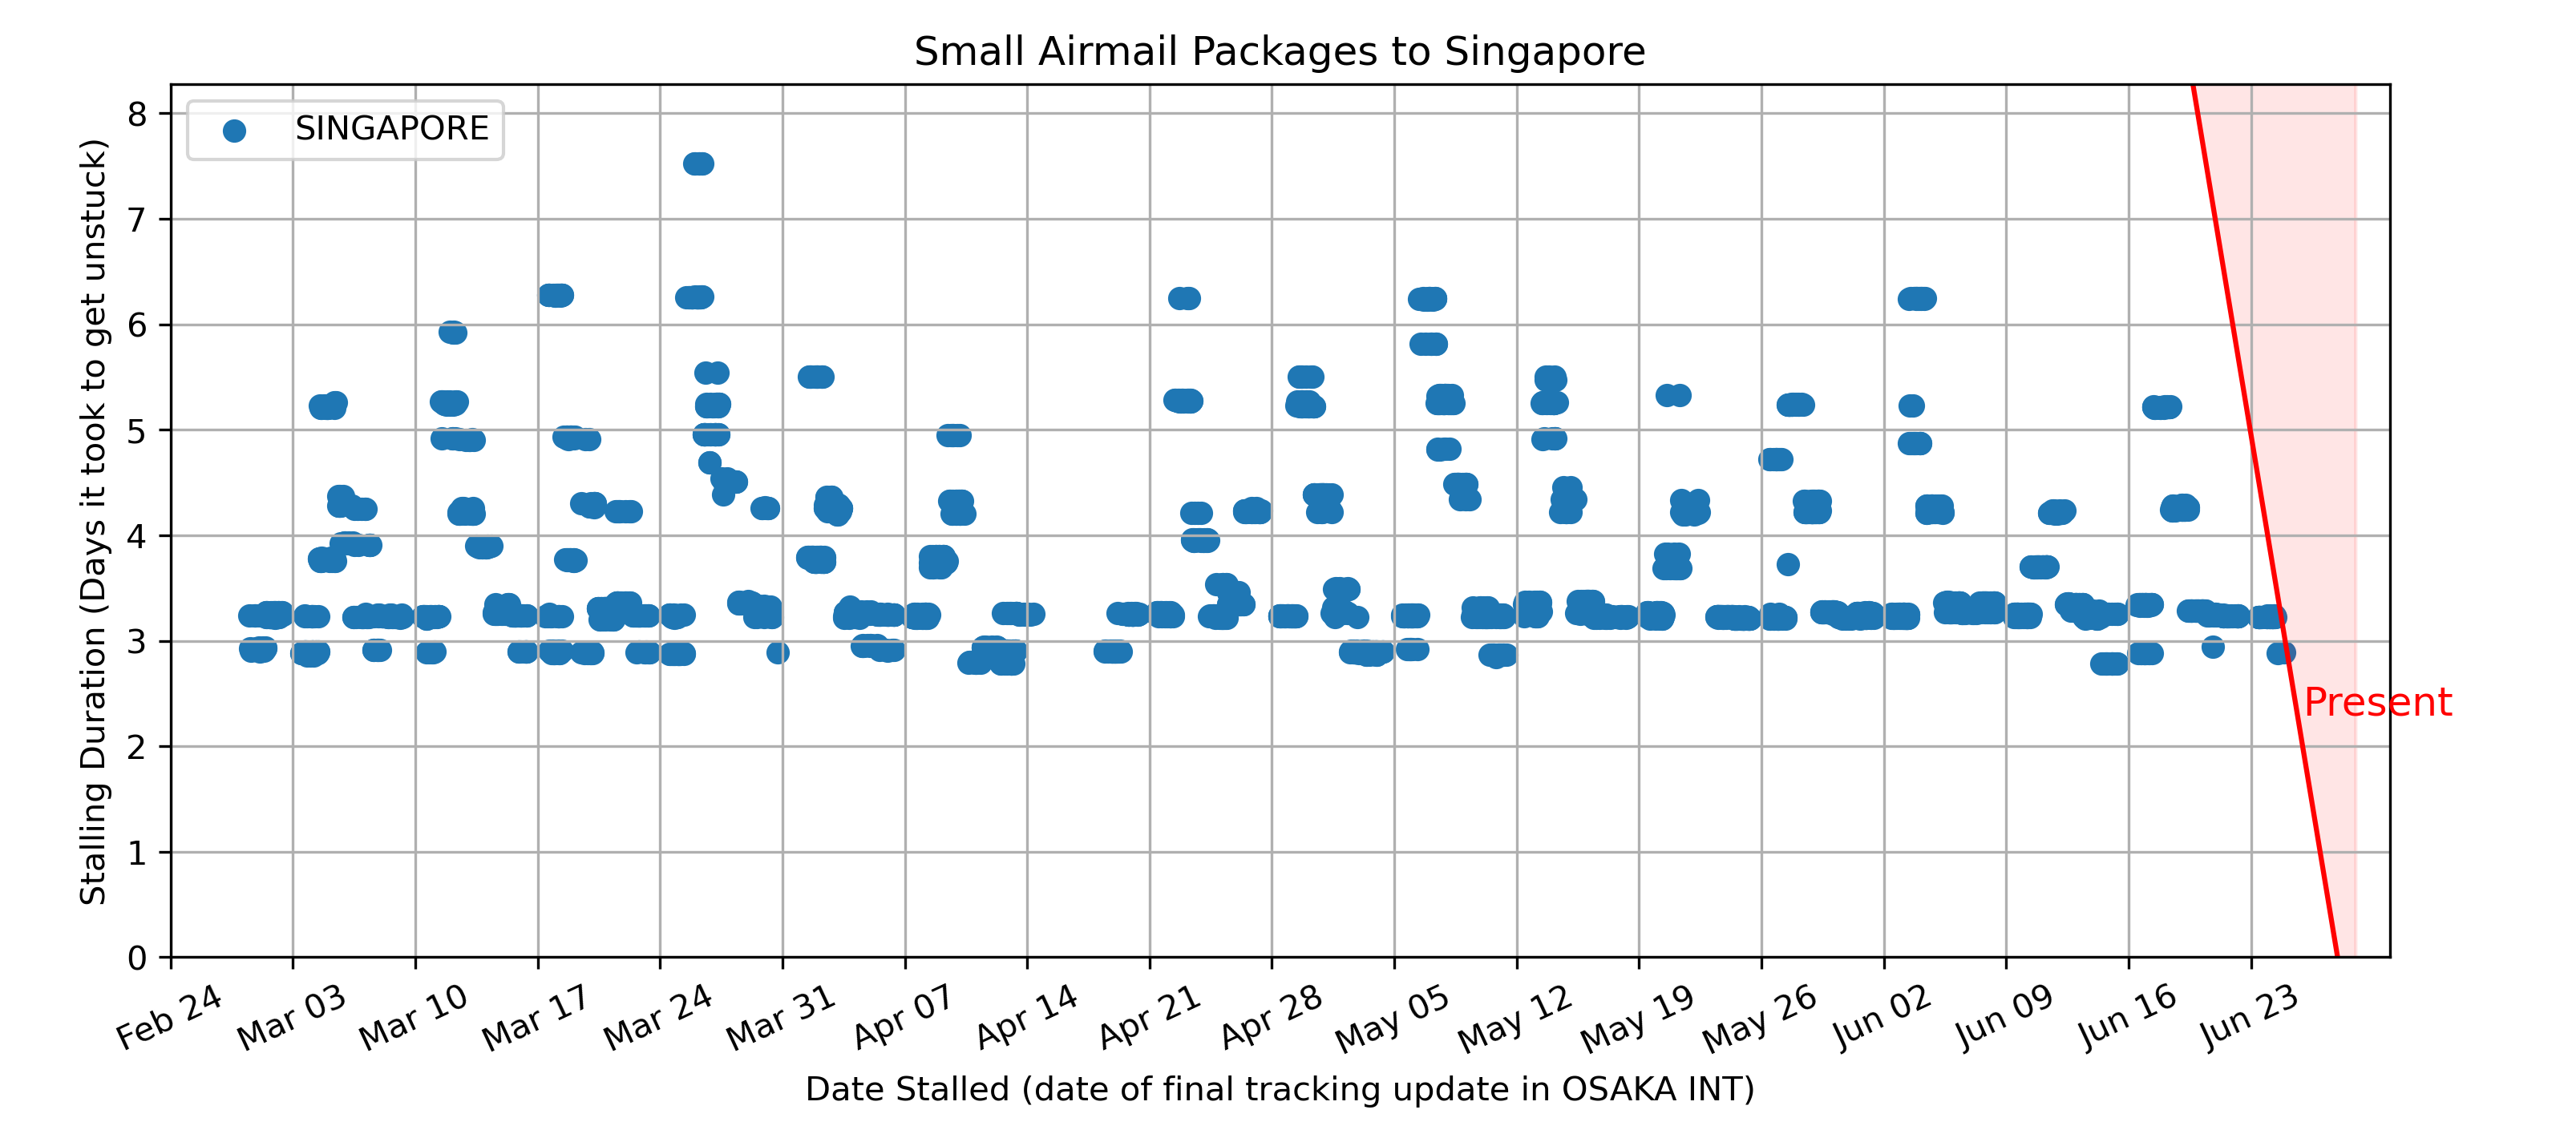 Small Airmail Packages to Singapore
SINGAPORE
Stalling Duration (Days it took to get unstuck)
8
7
6
5
4
3
2
1
0
Present
Feb 24
Mar 03
Mar 10
Mar 17
Mar 24
Mar 31
Apr 07
Apr 14
Apr 21
Apr 28
May 05
May 12
May 19
May 26
Jun 02
Jun 09
Jun 16
Jun 23
Date Stalled (date of final tracking update in OSAKA INT)